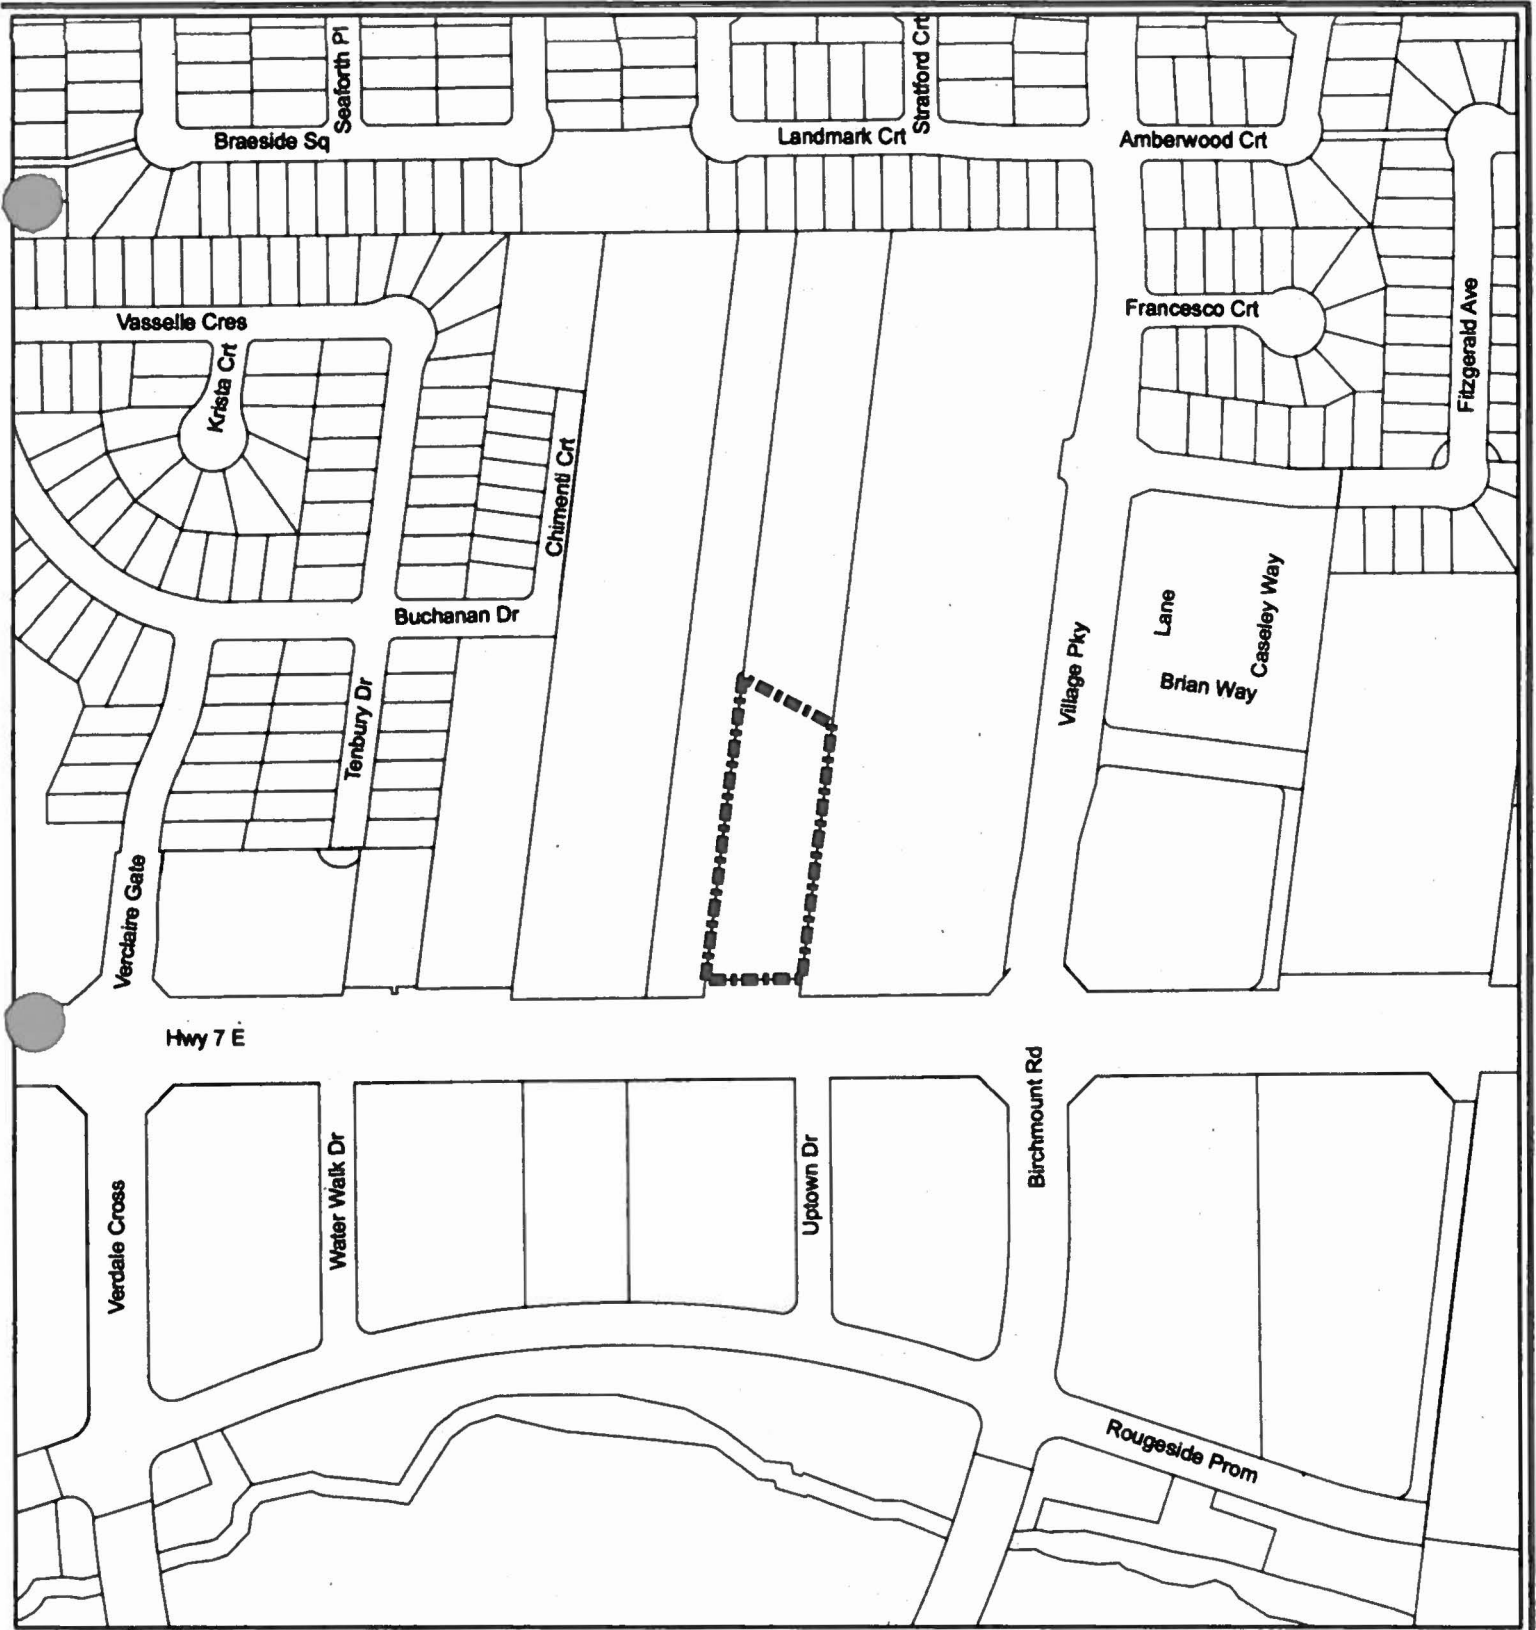 Seaforth Pl
Stratford Crt
Braeside Sq
Landmark Crt
Amberwood Crt
Vasselle Cres
Francesco Crt
Krista Crt
Fitzgerald Ave
Chimenti Crt
Buchanan Dr
Lane
Caseley Way
Brian Way
Village Pky
Tenbury Dr
Verclaire Gate
Hwy 7 E
Birchmount Rd
Water Walk Dr
Uptown Dr
Verdale Cross
Rougeside Prom